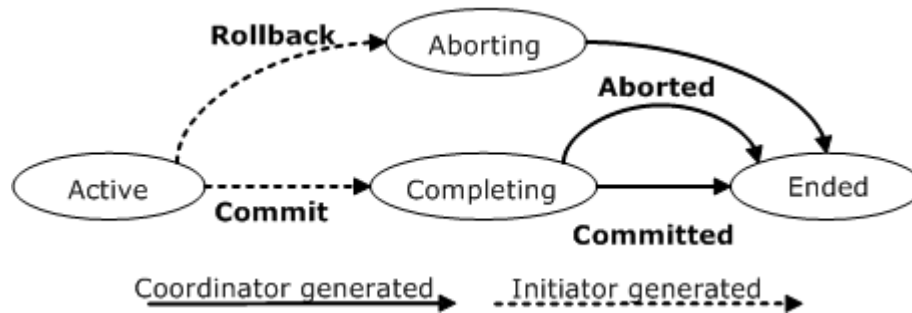 Rollback
Aborting
Aborted
Active
Completing
Ended
Commit
Committed
Coordinator generated
Initiator generated